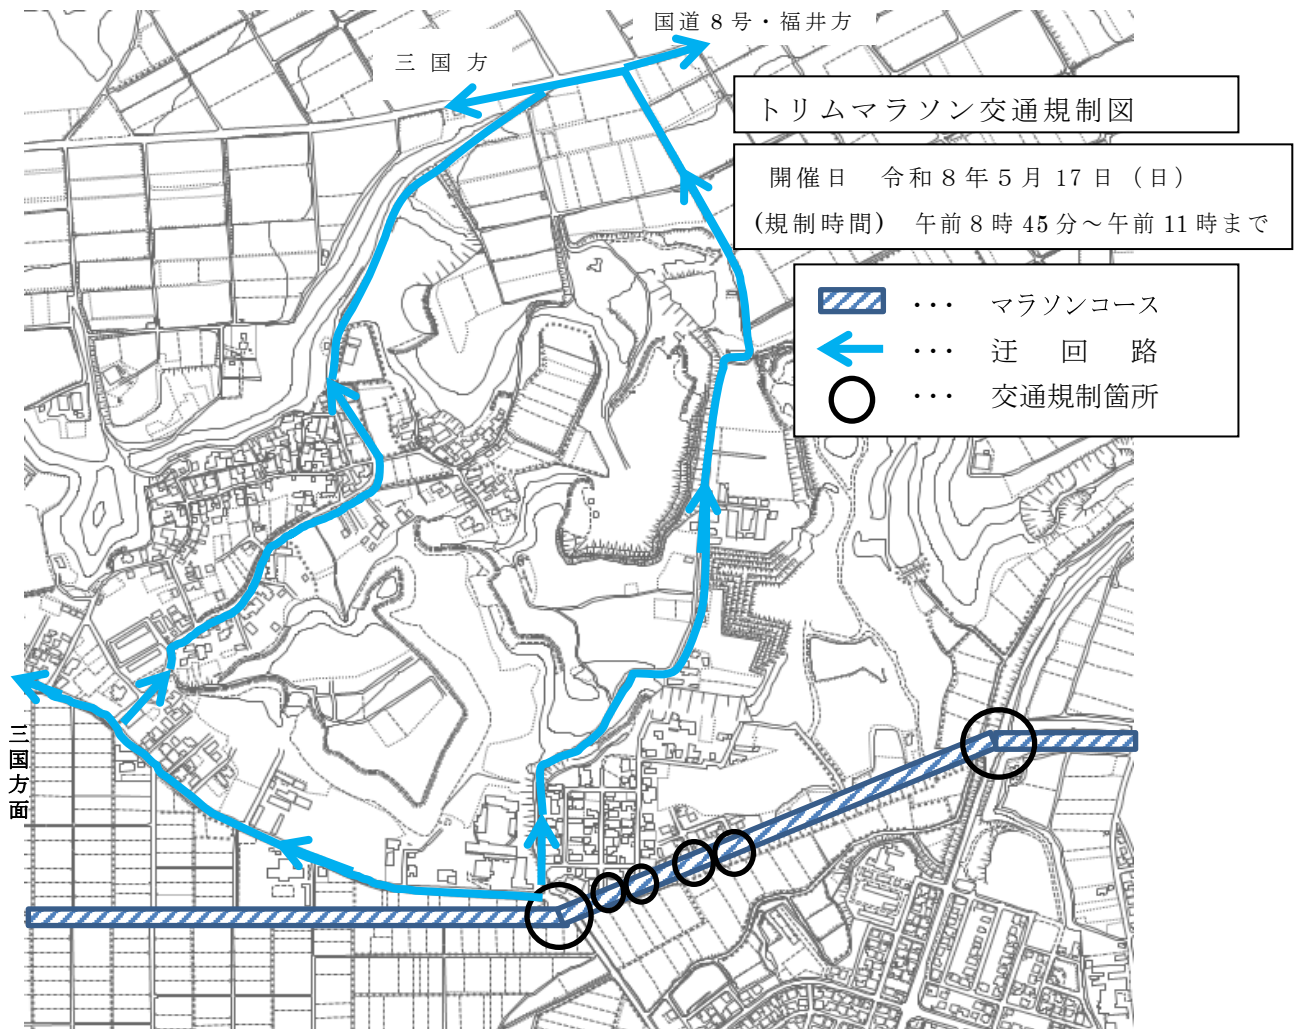 国道8号・福井方
三国方
トリムマラソン交通規制図
開催日　令和8年5月17日（日）
(規制時間)　午前8時45分～午前11時まで
･･･　マラソンコース
･･･　迂　回　路
･･･　交通規制箇所
三国方面